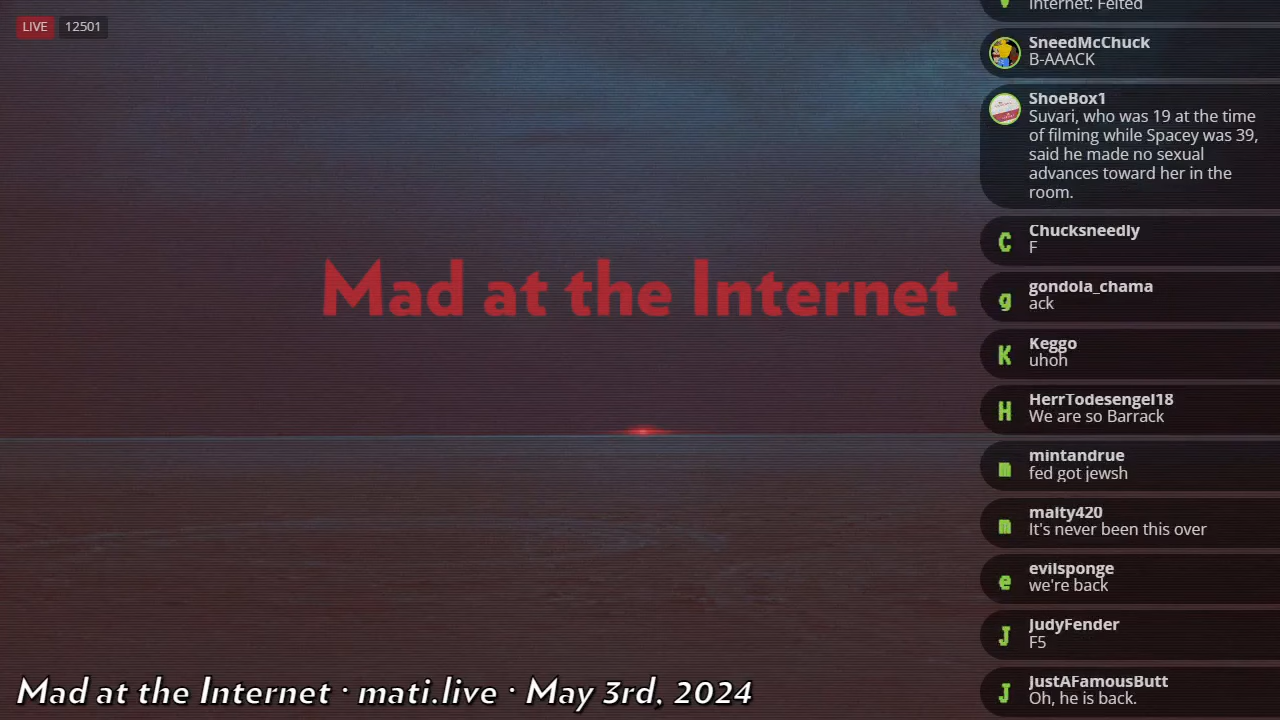 LIVE 12501
Internet: Felted
SneedMcChuck
B-AAACK
ShoeBox1
Suvari, who was 19 at the time
of filming while Spacey was 39,
said he made no sexual
advances toward her in the
room.
Chucksneedly
F
gondola_chama
ack
Keggo
uhoh
HerrTodesengel18
We are so Barrack
mintandrue
fed got jewsh
malty420
It's never been this over
evilsponge
we're back
JudyFender
F5
JustAFamousButt
Oh, he is back.
Mad at the Internet
Mad at the Internet · mati.live · May 3rd, 2024